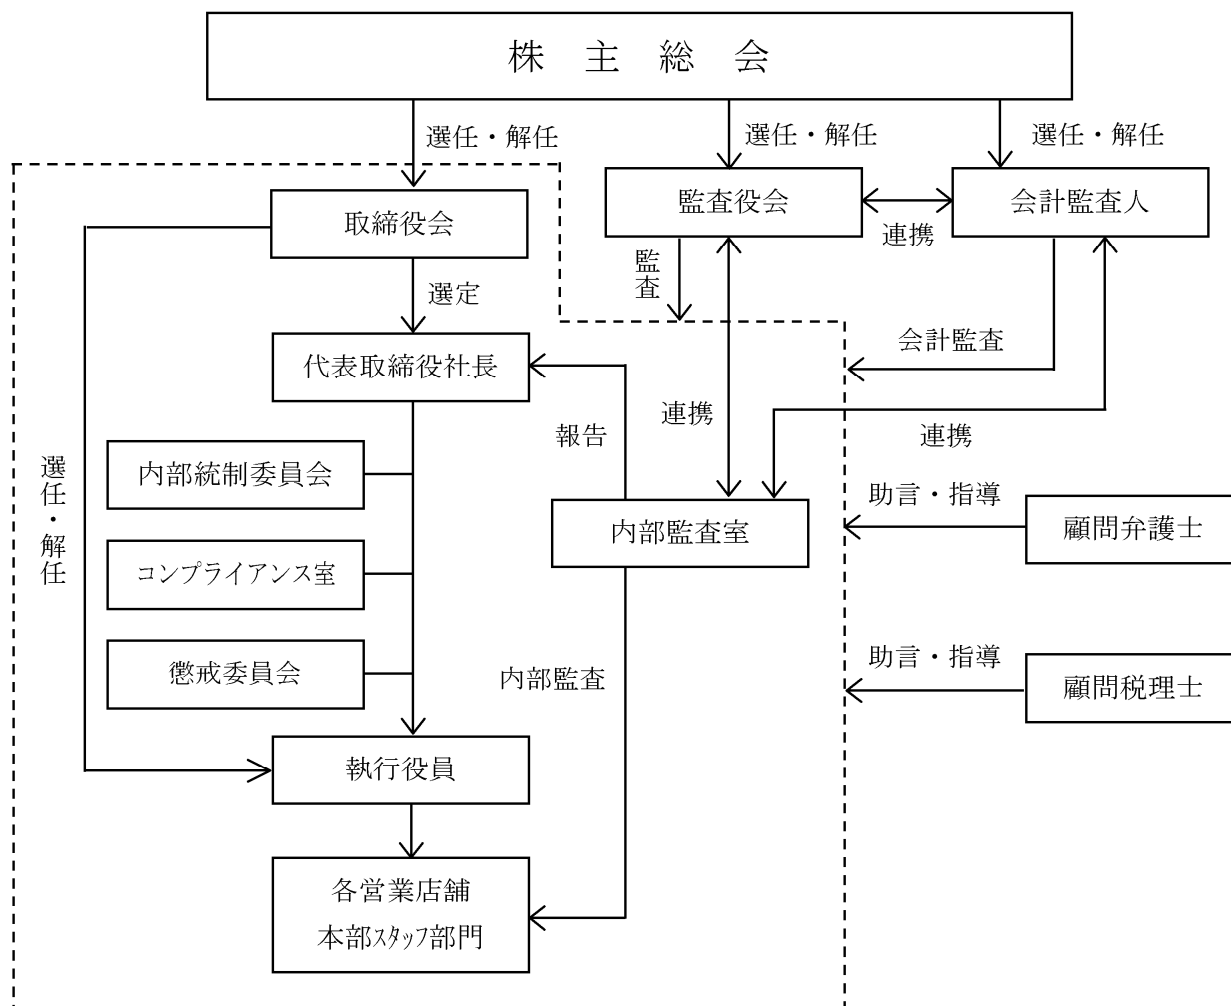 株主総会
選任・解任
選任・解任
選任・解任
取締役会
監査役会
会計監査人
連携
監査
選定
会計監査
代表取締役社長
報告
連携
連携
内部統制委員会
選任・解任
内部監査室
助言・指導
顧問弁護士
コンプライアンス室
懲戒委員会
内部監査
助言・指導
顧問税理士
執行役員
各営業店舗
本部ｽﾀｯﾌ部門